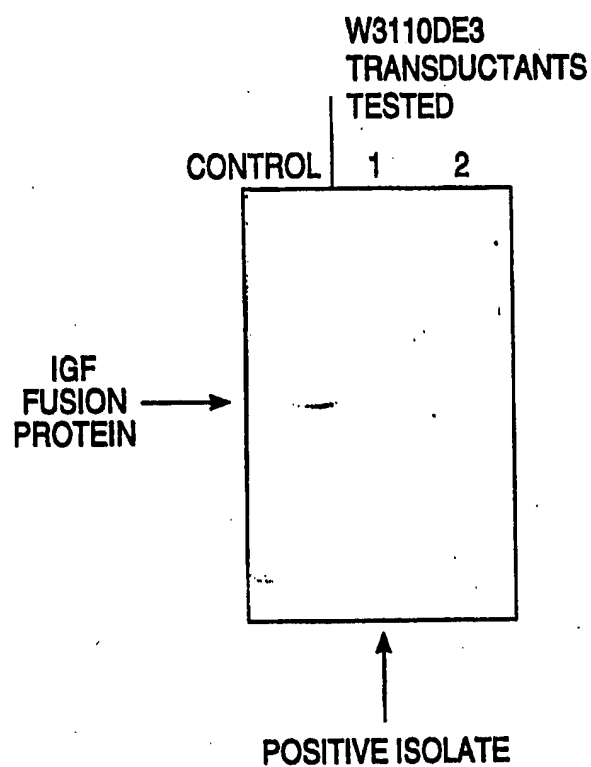 W3110DE3
TRANSDUCTANTS
TESTED
CONTROL 1 2
IGF
FUSION
PROTEIN
POSITIVE ISOLATE